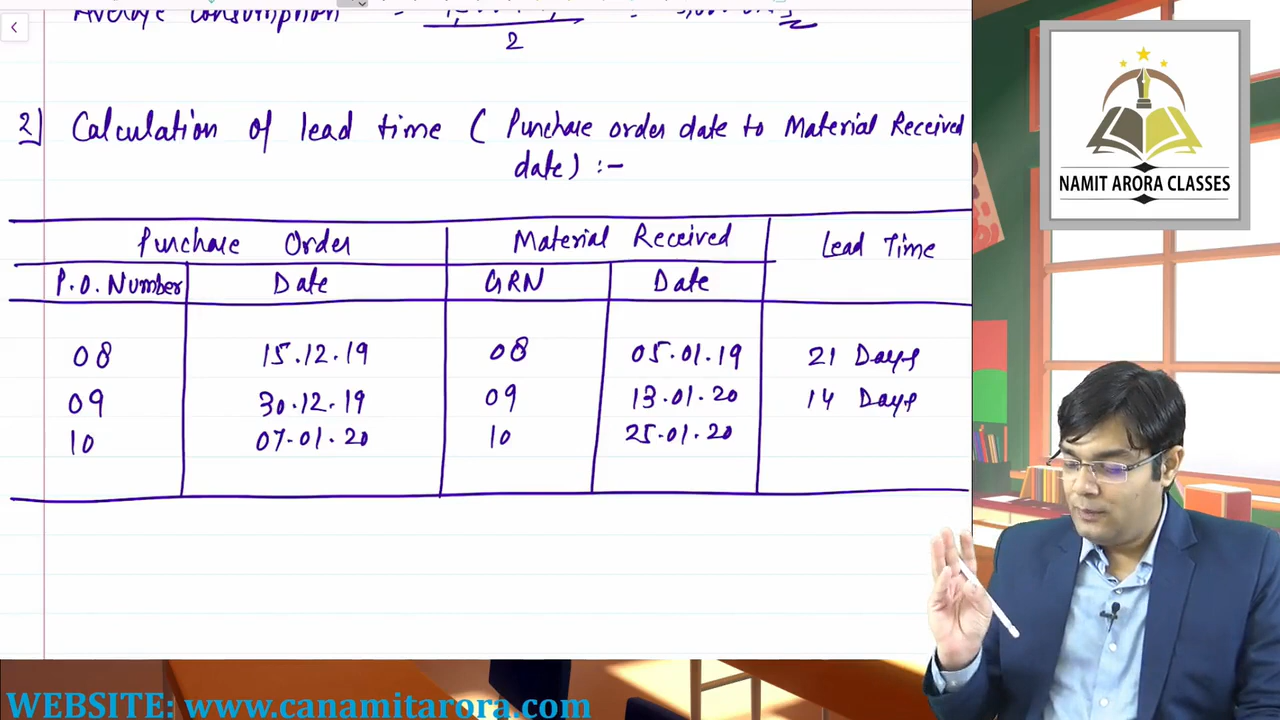 Average Consumption =
2
2] Calculation of lead time ( Purchase order date to Material Received
date) :-
Purchase Order Material Received Lead Time
P.O. Number Date GRN Date
08 15.12.19 08 05.01.19 21 Days
09 30.12.19 09 13.01.20 14 Days
10 07.01.20 10 25.01.20
NAMIT ARORA CLASSES
WEBSITE: www.canamitarora.com